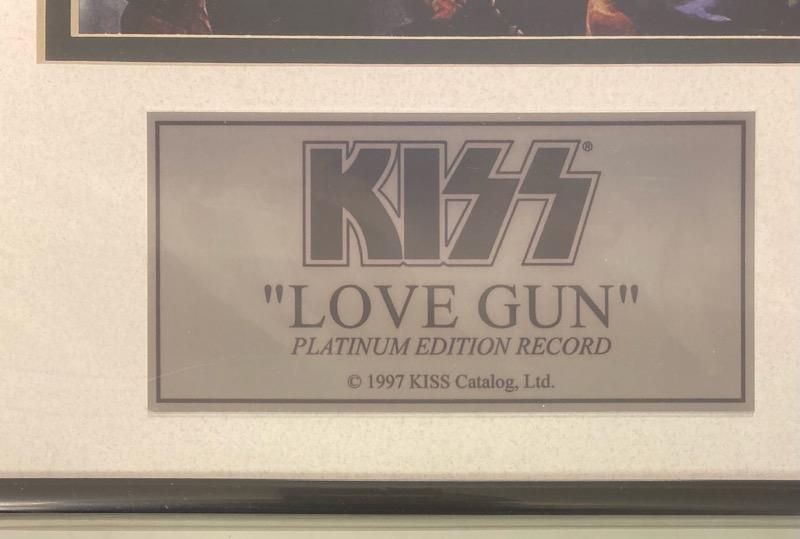 KISS®
"LOVE GUN"
PLATINUM EDITION RECORD
© 1997 KISS Catalog, Ltd.